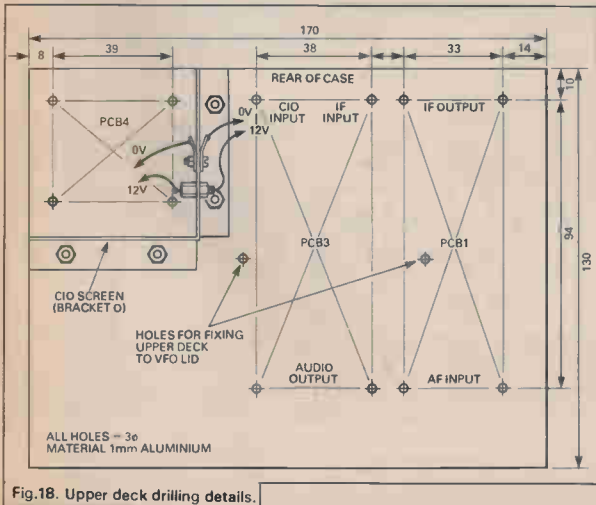 170
8
39
38
33
14
REAR OF CASE
10
PCB4
0V
12V
0V
12V
CIO INPUT
IF INPUT
IF OUTPUT
PCB3
PCB1
94
130
CIO SCREEN
(BRACKET O)
HOLES FOR FIXING
UPPER DECK
TO VFO LID
AUDIO
OUTPUT
AF INPUT
ALL HOLES – 3ø
MATERIAL 1mm ALUMINIUM
Fig.18. Upper deck drilling details.